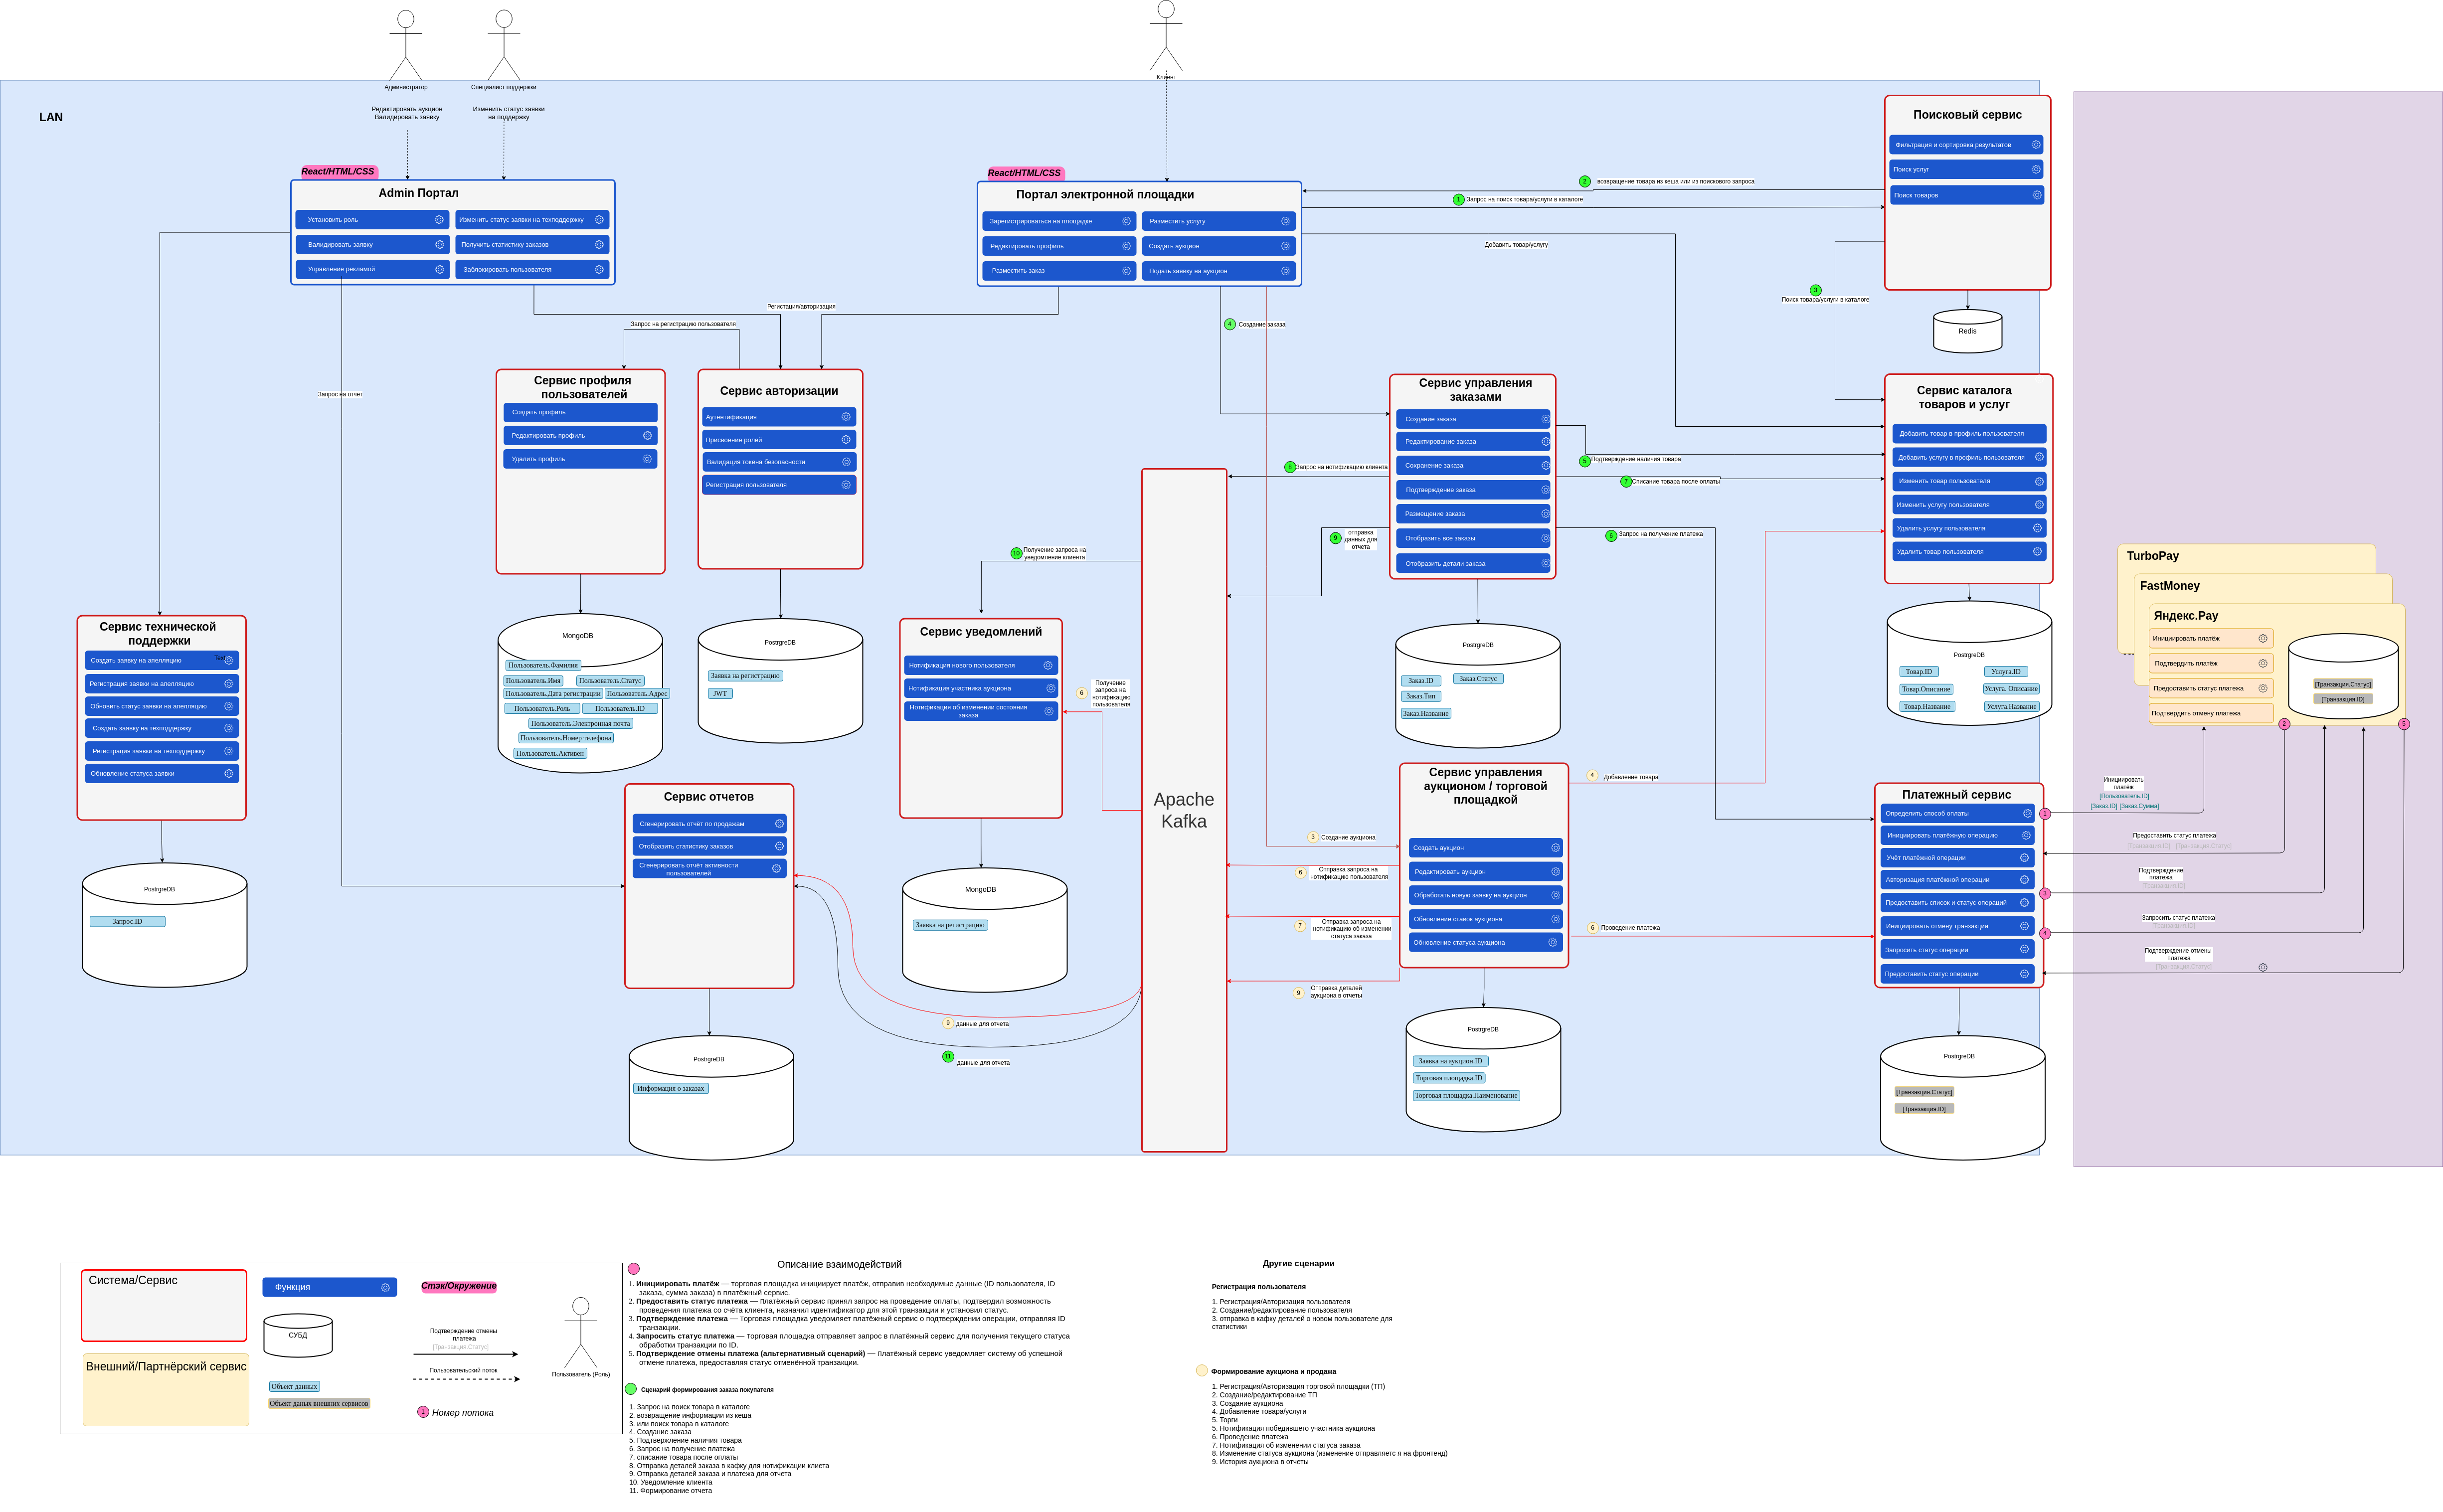 Клиент
Администратор
Специалист поддержки
LAN
Редактировать аукцион
Валидировать заявку
Изменить статус заявки
на поддержку
React/HTML/CSS
Admin Портал
Установить роль
Изменить статус заявки на техподдержку
Валидировать заявку
Получить статистику заказов
Управление рекламой
Заблокировать пользователя
React/HTML/CSS
Портал электронной площадки
Зарегистрироваться на площадке
Разместить услугу
Редактировать профиль
Создать аукцион
Разместить заказ
Подать заявку на аукцион
2
возвращение товара из кеша или из поискового запроса
1
Запрос на поиск товара/услуги в каталоге
Добавить товар/услугу
Поисковый сервис
Фильтрация и сортировка результатов
Поиск услуг
Поиск товаров
3
Поиск товара/услуги в каталоге
Redis
Регистация/авторизация
Запрос на регистрацию пользователя
4
Создание заказа
Запрос на отчет
Сервис профиля
пользователей
Создать профиль
Редактировать профиль
Удалить профиль
Сервис авторизации
Аутентификация
Присвоение ролей
Валидация токена безопасности
Регистрация пользователя
Сервис управления
заказами
Создание заказа
Редактирование заказа
Сохранение заказа
Подтверждение заказа
Размещение заказа
Отобразить все заказы
Отобразить детали заказа
Сервис каталога
товаров и услуг
Добавить товар в профиль пользователя
Добавить услугу в профиль пользователя
Изменить товар пользователя
Изменить услугу пользователя
Удалить услугу пользователя
Удалить товар пользователя
8
Запрос на нотификацию клиента
5
Подтверждение наличия товара
7
Списание товара после оплаты
9
отправка
данных для
отчета
6
Запрос на получение платежа
10
Получение запроса на
уведомление клиента
TurboPay
FastMoney
Яндекс.Pay
Инициировать платёж
Подтвердить платёж
Предоставить статус платежа
Подтвердить отмену платежа
[Транзакция.Статус]
[Транзакция.ID]
2
5
Сервис технической
поддержки
Создать заявку на апелляцию
Text
Регистрация заявки на апелляцию
Обновить статус заявки на апелляцию
Создать заявку на техподдержку
Регистрация заявки на техподдержку
Обновление статуса заявки
MongoDB
Пользователь.Фамилия
Пользователь.Имя
Пользователь.Статус
Пользователь.Дата регистрации
Пользователь.Адрес
Пользователь.Роль
Пользователь.ID
Пользователь.Электронная почта
Пользователь.Номер телефона
Пользователь.Активен
PostrgreDB
Заявка на регистрацию
JWT
Сервис уведомлений
Нотификация нового пользователя
Нотификация участника аукциона
Нотификация об изменении состояния
заказа
6
Получение
запроса на
нотификацию
пользователя
Apache
Kafka
PostrgreDB
Заказ.ID
Заказ.Статус
Заказ.Тип
Заказ.Название
PostrgreDB
Товар.ID
Услуга.ID
Товар.Описание
Услуга. Описание
Товар.Название
Услуга.Название
Сервис управления
аукционом / торговой
площадкой
Создать аукцион
Редактировать аукцион
Обработать новую заявку на аукцион
Обновление ставок аукциона
Обновление статуса аукциона
4
Добавление товара
3
Создание аукциона
6
Отправка запроса на
нотификацию пользователя
7
Отправка запроса на
нотификацию об изменении
статуса заказа
6
Проведение платежа
9
Отправка деталей
аукциона в отчеты
Платежный сервис
Определить способ оплаты
Инициировать платёжную операцию
Учёт платёжной операции
Авторизация платёжной операции
Предоставить список и статус операций
Инициировать отмену транзакции
Запросить статус операции
Предоставить статус операции
Инициировать
платёж
[Пользователь.ID]
[Заказ.ID] [Заказ.Сумма]
1
Предоставить статус платежа
[Транзакция.ID] [Транзакция.Статус]
Подтверждение
платежа
[Транзакция.ID]
3
Запросить статус платежа
[Транзакция.ID]
4
Подтверждение отмены
платежа
[Транзакция.Статус]
Сервис отчетов
Сгенерировать отчёт по продажам
Отобразить статистику заказов
Сгенерировать отчёт активности
пользователей
PostrgreDB
Запрос.ID
MongoDB
Заявка на регистрацию
9
данные для отчета
11
данные для отчета
PostrgreDB
Информация о заказах
PostrgreDB
Заявка на аукцион.ID
Торговая площадка.ID
Торговая площадка.Наименование
PostrgreDB
[Транзакция.Статус]
[Транзакция.ID]
Система/Сервис
Функция
Стэк/Окружение
СУБД
Подтверждение отмены
платежа
[Транзакция.Статус]
Внешний/Партнёрский сервис
Пользовательский поток
Пользователь (Роль)
Объект данных
Объект даных внешних сервисов
1
Номер потока
Описание взаимодействий
1. Инициировать платёж — торговая площадка инициирует платёж, отправив необходимые данные (ID пользователя, ID
заказа, сумма заказа) в платёжный сервис.
2. Предоставить статус платежа — платёжный сервис принял запрос на проведение оплаты, подтвердил возможность
проведения платежа со счёта клиента, назначил идентификатор для этой транзакции и установил статус.
3. Подтверждение платежа — торговая площадка уведомляет платёжный сервис о подтверждении операции, отправляя ID
транзакции.
4. Запросить статус платежа — торговая площадка отправляет запрос в платёжный сервис для получения текущего статуса
обработки транзакции по ID.
5. Подтверждение отмены платежа (альтернативный сценарий) — платёжный сервис уведомляет систему об успешной
отмене платежа, предоставляя статус отменённой транзакции.
Сценарий формирования заказа покупателя
1. Запрос на поиск товара в каталоге
2. возвращение информации из кеша
3. или поиск товара в каталоге
4. Создание заказа
5. Подтвержление наличия товара
6. Запрос на получение платежа
7. списание товара после оплаты
8. Отправка деталей заказа в кафку для нотификации клиета
9. Отправка деталей заказа и платежа для отчета
10. Уведомление клиента
11. Формирование отчета
Другие сценарии
Регистрация пользователя
1. Регистрация/Авторизация пользователя
2. Создание/редактирование пользователя
3. отправка в кафку деталей о новом пользователе для
статистики
Формирование аукциона и продажа
1. Регистрация/Авторизация торговой площадки (ТП)
2. Создание/редактирование ТП
3. Создание аукциона
4. Добавление товара/услуги
5. Торги
5. Нотификация победившего участника аукциона
6. Проведение платежа
7. Нотификация об изменении статуса заказа
8. Изменение статуса аукциона (изменение отправляетс я на фронтенд)
9. История аукциона в отчеты